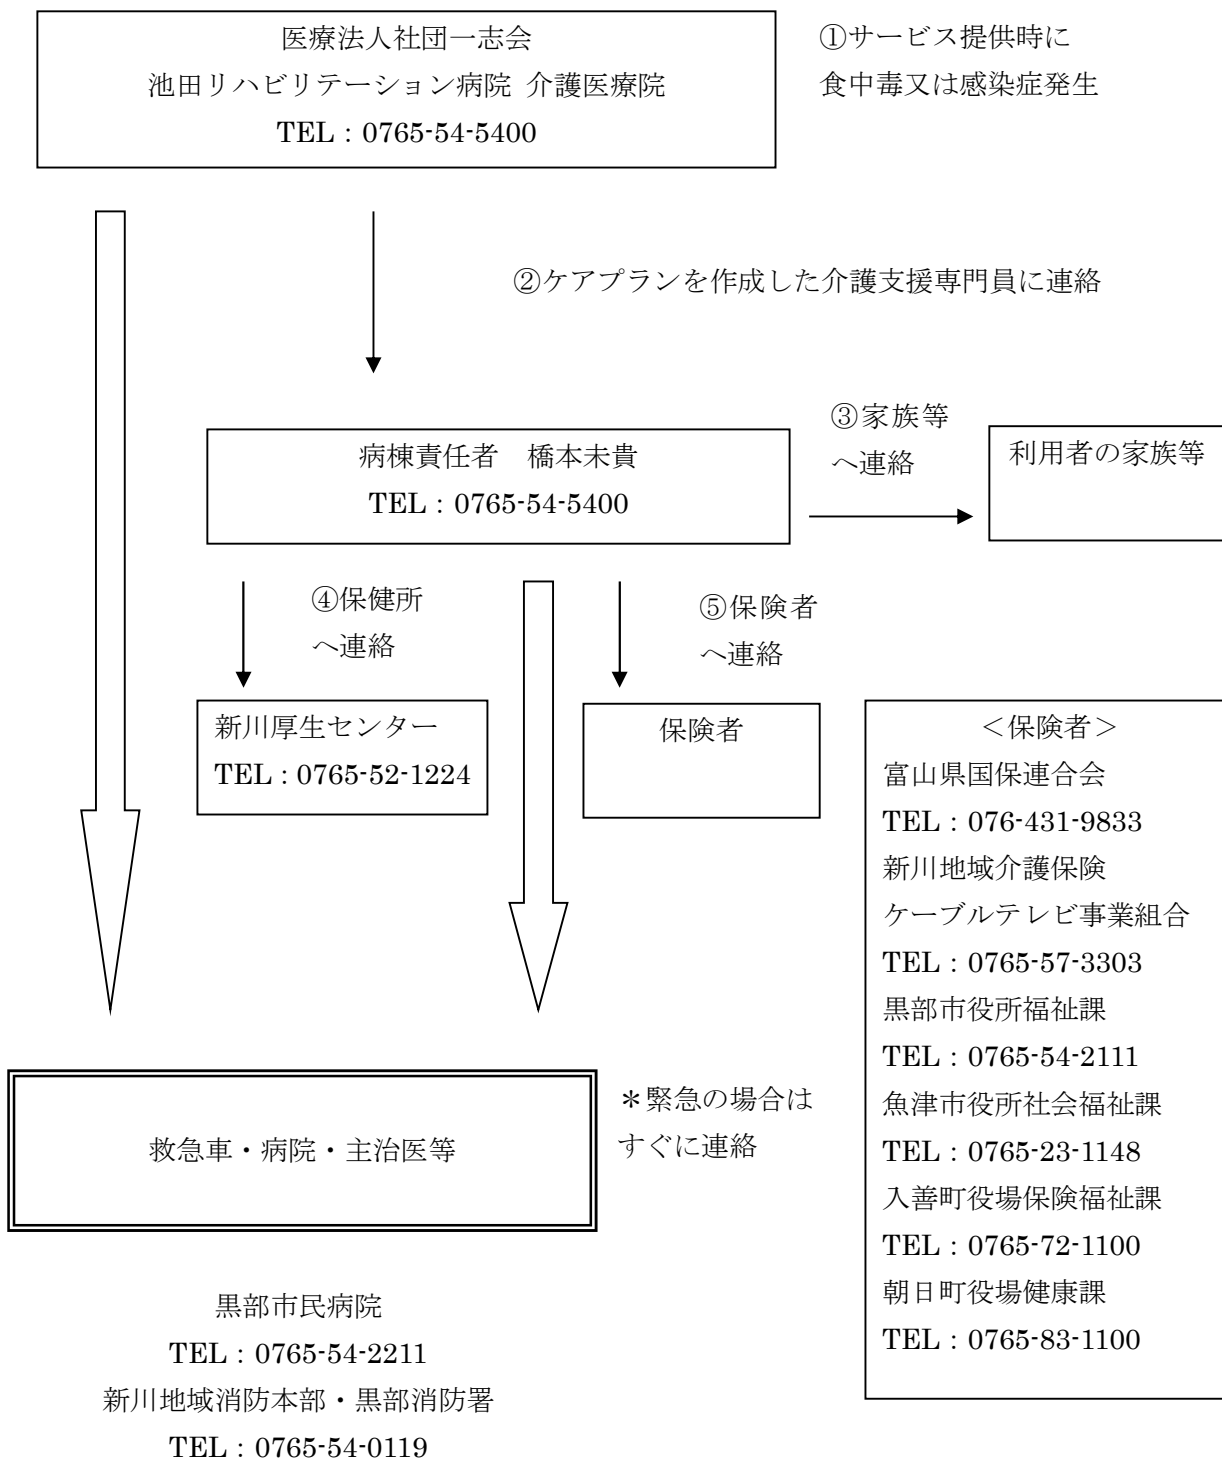 医療法人社団一志会
池田リハビリテーション病院 介護医療院
TEL：0765-54-5400
①サービス提供時に
食中毒又は感染症発生
②ケアプランを作成した介護支援専門員に連絡
病棟責任者　橋本未貴
TEL：0765-54-5400
③家族等
へ連絡
利用者の家族等
④保健所
へ連絡
⑤保険者
へ連絡
新川厚生センター
TEL：0765-52-1224
保険者
＜保険者＞
富山県国保連合会
TEL：076-431-9833
新川地域介護保険
ケーブルテレビ事業組合
TEL：0765-57-3303
黒部市役所福祉課
TEL：0765-54-2111
魚津市役所社会福祉課
TEL：0765-23-1148
入善町役場保険福祉課
TEL：0765-72-1100
朝日町役場健康課
TEL：0765-83-1100
救急車・病院・主治医等
＊緊急の場合は
すぐに連絡
黒部市民病院
TEL：0765-54-2211
新川地域消防本部・黒部消防署
TEL：0765-54-0119